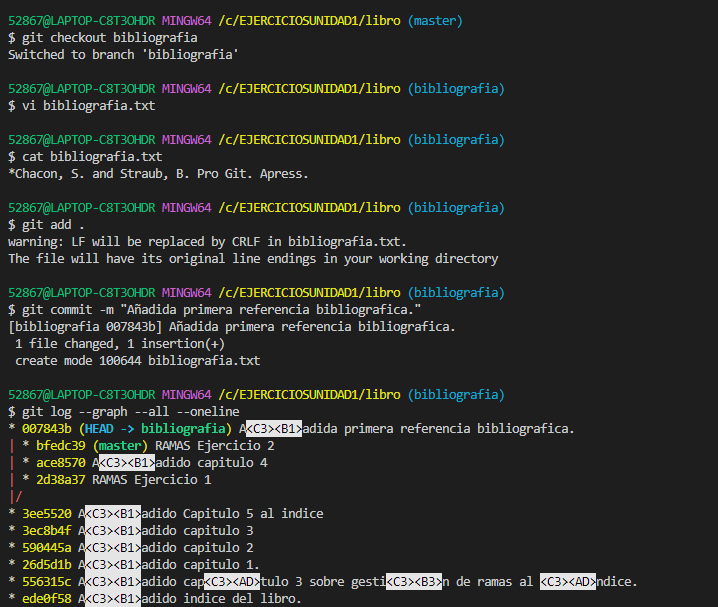 52867@LAPTOP-C8T3OHDR MINGW64 /c/EJERCICIOSUNIDAD1/libro (master)
$ git checkout bibliografia
Switched to branch 'bibliografia'
52867@LAPTOP-C8T3OHDR MINGW64 /c/EJERCICIOSUNIDAD1/libro (bibliografia)
$ vi bibliografia.txt
52867@LAPTOP-C8T3OHDR MINGW64 /c/EJERCICIOSUNIDAD1/libro (bibliografia)
$ cat bibliografia.txt
*Chacon, S. and Straub, B. Pro Git. Apress.
52867@LAPTOP-C8T3OHDR MINGW64 /c/EJERCICIOSUNIDAD1/libro (bibliografia)
$ git add .
warning: LF will be replaced by CRLF in bibliografia.txt.
The file will have its original line endings in your working directory
52867@LAPTOP-C8T3OHDR MINGW64 /c/EJERCICIOSUNIDAD1/libro (bibliografia)
$ git commit -m "Añadida primera referencia bibliografica."
[bibliografia 007843b] Añadida primera referencia bibliografica.
 1 file changed, 1 insertion(+)
 create mode 100644 bibliografia.txt
52867@LAPTOP-C8T3OHDR MINGW64 /c/EJERCICIOSUNIDAD1/libro (bibliografia)
$ git log --graph --all --oneline
* 007843b (HEAD -> bibliografia) A<C3><B1>adida primera referencia bibliografica.
| * bfedc39 (master) RAMAS Ejercicio 2
| * ace8570 A<C3><B1>adido capitulo 4
| * 2d38a37 RAMAS Ejercicio 1
|/
* 3ee5520 A<C3><B1>adido Capitulo 5 al indice
* 3ec8b4f A<C3><B1>adido capitulo 3
* 590445a A<C3><B1>adido capitulo 2
* 26d5d1b A<C3><B1>adido capitulo 1.
* 556315c A<C3><B1>adido cap<C3><AD>tulo 3 sobre gesti<C3><B3>n de ramas al <C3><AD>ndice.
* ede0f58 A<C3><B1>adido indice del libro.